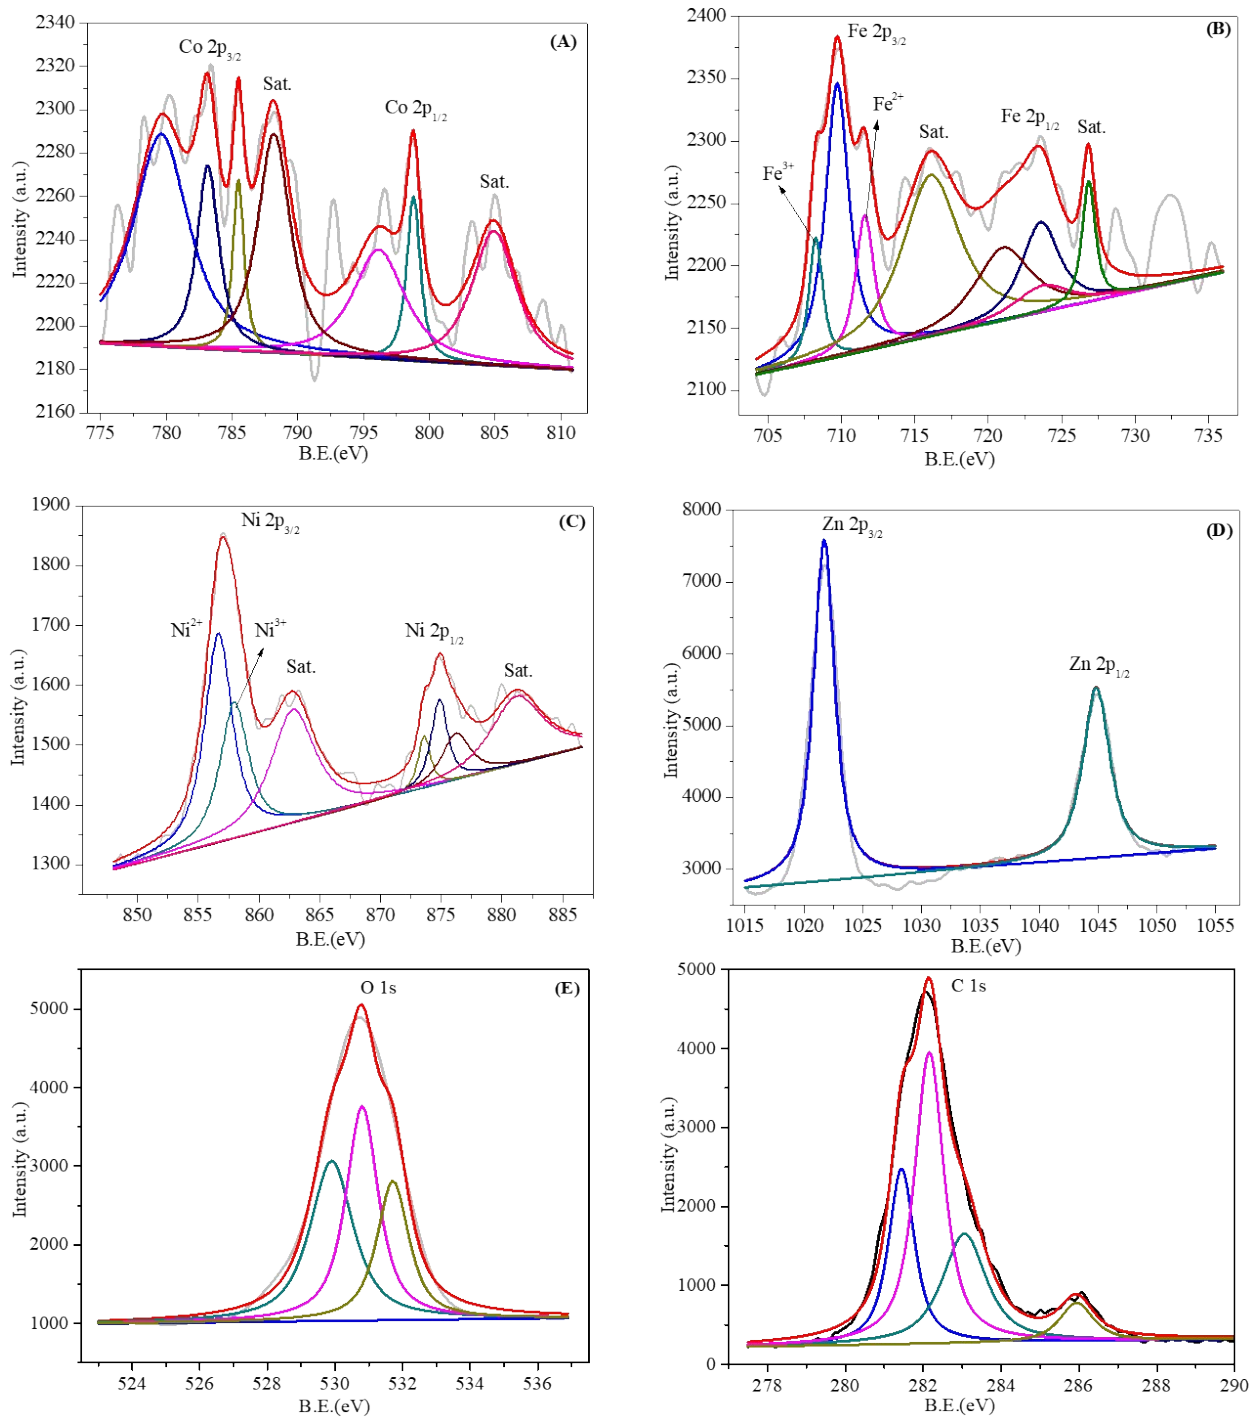 (A)
Co 2p3/2
Sat.
Co 2p1/2
Sat.
2340
2320
2300
2280
2260
2240
2220
2200
2180
2160
Intensity (a.u.)
775 780 785 790 795 800 805 810
B.E.(eV)
(B)
Fe 2p3/2
Fe2+
Fe3+
Sat.
Fe 2p1/2
Sat.
2400
2350
2300
2250
2200
2150
2100
Intensity (a.u.)
705 710 715 720 725 730 735
B.E.(eV)
(C)
Ni 2p3/2
Ni2+
Ni3+
Sat.
Ni 2p1/2
Sat.
1900
1800
1700
1600
1500
1400
1300
Intensity (a.u.)
850 855 860 865 870 875 880 885
B.E.(eV)
(D)
Zn 2p3/2
Zn 2p1/2
8000
7000
6000
5000
4000
3000
Intensity (a.u.)
1015 1020 1025 1030 1035 1040 1045 1050 1055
B.E.(eV)
(E)
O 1s
5000
4000
3000
2000
1000
Intensity (a.u.)
524 526 528 530 532 534 536
B.E.(eV)
C 1s
5000
4000
3000
2000
1000
0
Intensity (a.u.)
278 280 282 284 286 288 290
B.E.(eV)